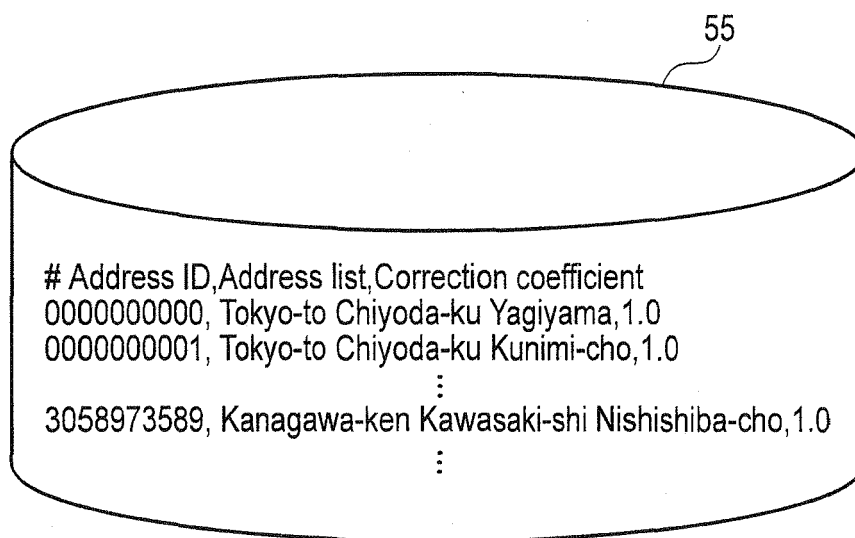 55
# Address ID,Address list,Correction coefficient
0000000000, Tokyo-to Chiyoda-ku Yagiyama,1.0
0000000001, Tokyo-to Chiyoda-ku Kunimi-cho,1.0
⋮
3058973589, Kanagawa-ken Kawasaki-shi Nishishiba-cho,1.0
⋮